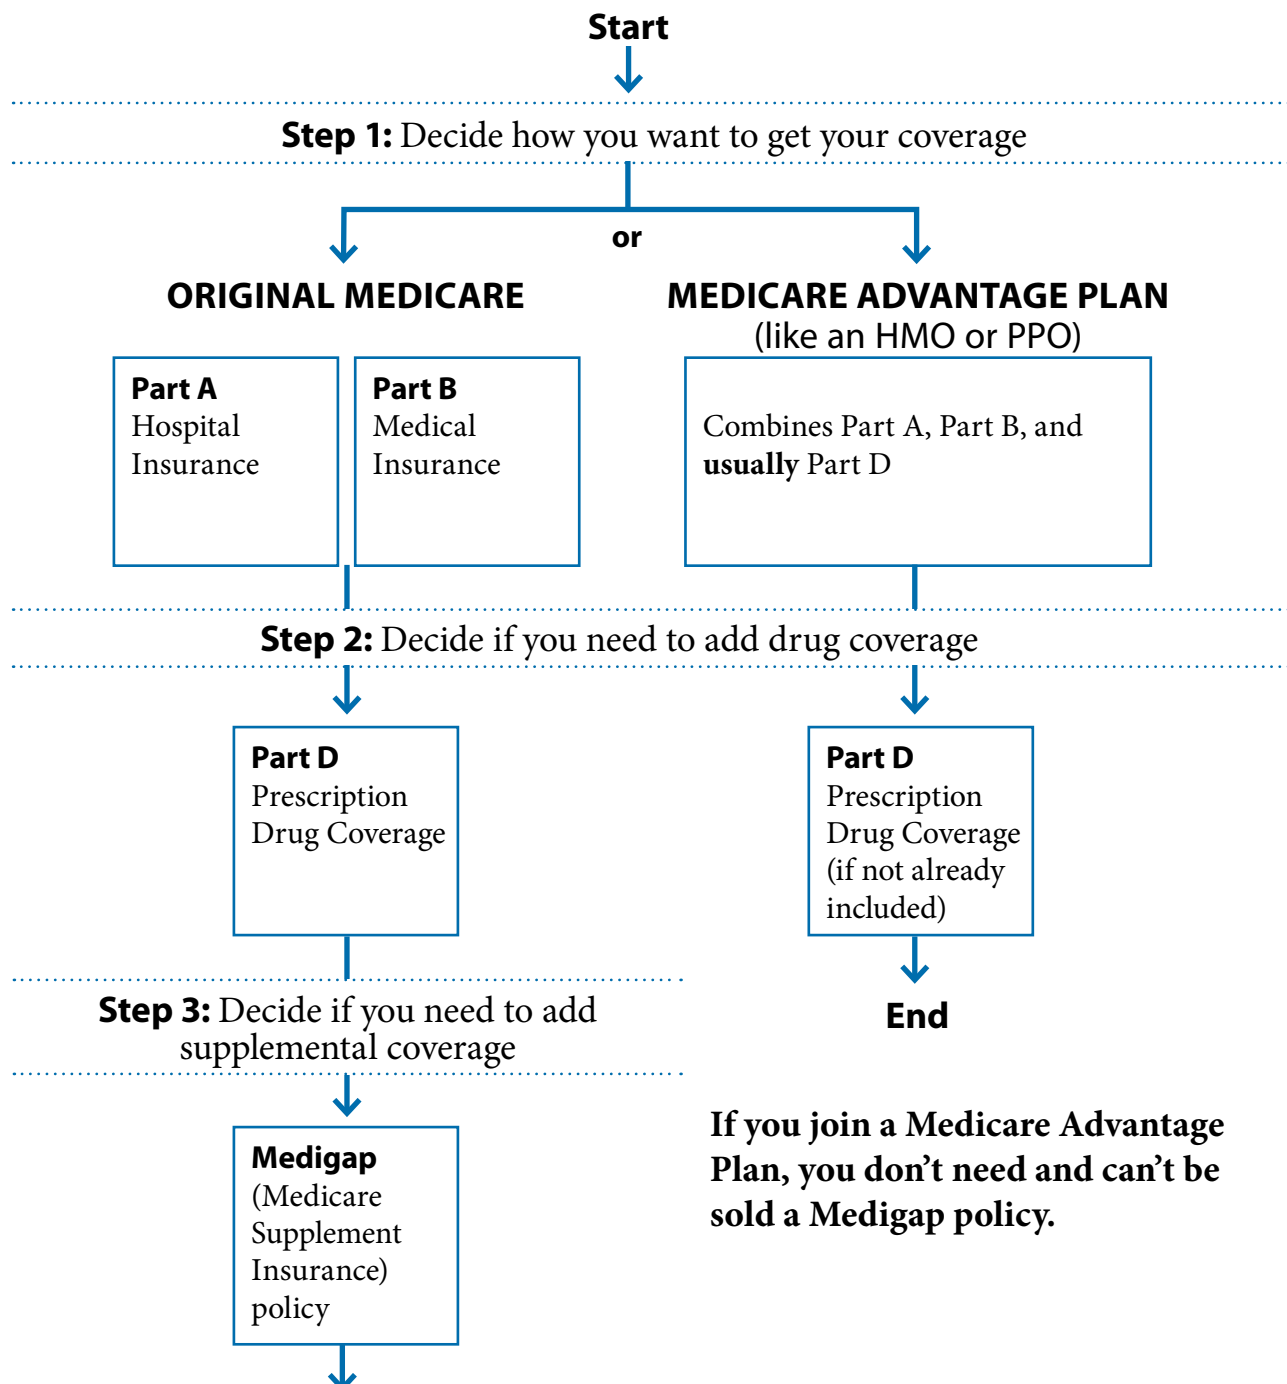 Start
Step 1: Decide how you want to get your coverage
or
ORIGINAL MEDICARE
Part A
Hospital
Insurance
Part B
Medical
Insurance
MEDICARE ADVANTAGE PLAN
(like an HMO or PPO)
Combines Part A, Part B, and
usually Part D
Step 2: Decide if you need to add drug coverage
Part D
Prescription
Drug Coverage
Part D
Prescription
Drug Coverage
(if not already
included)
Step 3: Decide if you need to add
supplemental coverage
End
Medigap
(Medicare
Supplement
Insurance)
policy
If you join a Medicare Advantage
Plan, you don’t need and can’t be
sold a Medigap policy.